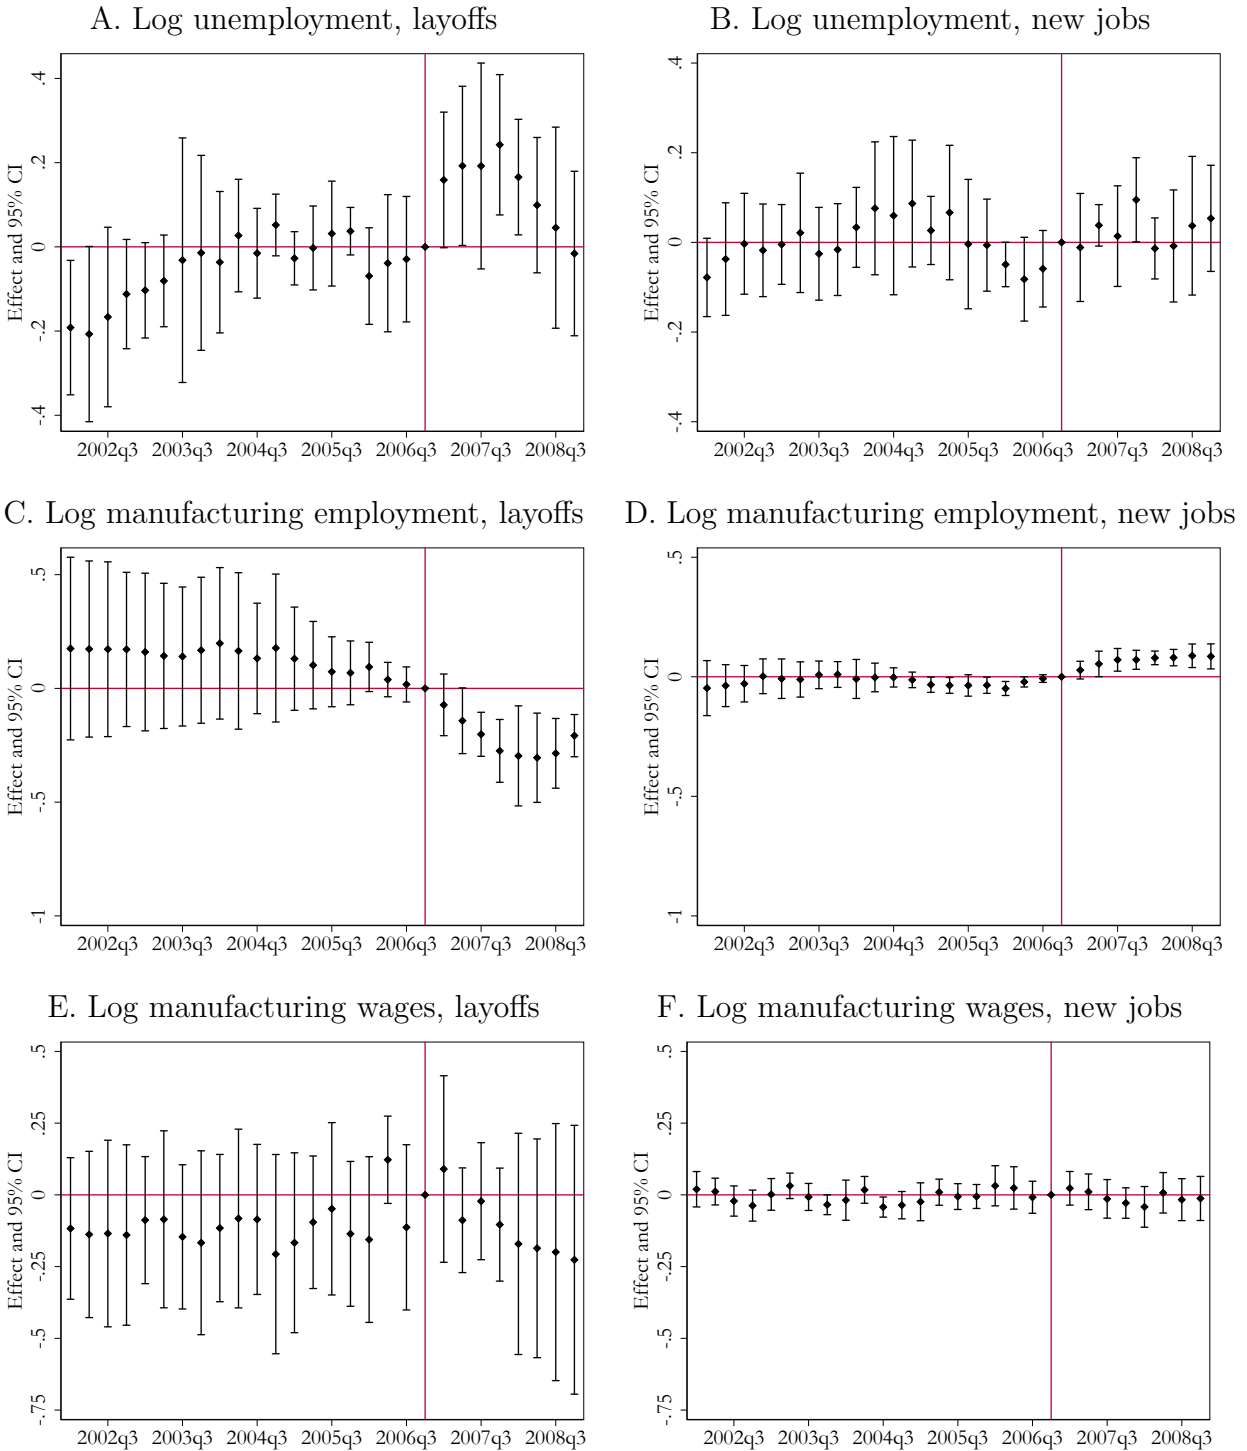 A. Log unemployment, layoffs
B. Log unemployment, new jobs
Effect and 95% CI
.4
.2
0
-.2
-.4
2002q3 2003q3 2004q3 2005q3 2006q3 2007q3 2008q3
Effect and 95% CI
.4
.2
0
-.2
-.4
2002q3 2003q3 2004q3 2005q3 2006q3 2007q3 2008q3
C. Log manufacturing employment, layoffs
D. Log manufacturing employment, new jobs
Effect and 95% CI
.5
0
-.5
-1
2002q3 2003q3 2004q3 2005q3 2006q3 2007q3 2008q3
Effect and 95% CI
.5
0
-.5
-1
2002q3 2003q3 2004q3 2005q3 2006q3 2007q3 2008q3
E. Log manufacturing wages, layoffs
F. Log manufacturing wages, new jobs
Effect and 95% CI
.5
.25
0
-.25
-.5
-.75
2002q3 2003q3 2004q3 2005q3 2006q3 2007q3 2008q3
Effect and 95% CI
.5
.25
0
-.25
-.5
-.75
2002q3 2003q3 2004q3 2005q3 2006q3 2007q3 2008q3